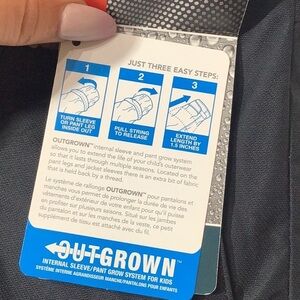 JUST THREE EASY STEPS:
1
TURN SLEEVE
OR PANT LEG
INSIDE OUT
2
PULL STRING
TO RELEASE
3
EXTEND
LENGTH BY
1.5 INCHES
OUTGROWN™ internal sleeve and pant grow system
allows you to extend the life of your child's outerwear
so that it lasts through multiple seasons. Located on the
pant legs and jacket sleeves there is an extra bit of fabric
that is held back by a thread.
Le système de rallonge OUTGROWN™ pour pantalons et
manches vous permet de prolonger la durée de vie des
vêtements d'extérieur de votre enfant pour qu'il puisse
en profiter sur plusieurs saisons. Situé sur les jambes
du pantalon et sur les manches de la veste, ce petit
supplément de tissu est attaché avec du fil.
OUTGROWN™
INTERNAL SLEEVE/PANT GROW SYSTEM FOR KIDS
SYSTÈME INTERNE AGRANDISSEUR MANCHE/PANTALONS POUR ENFANTS